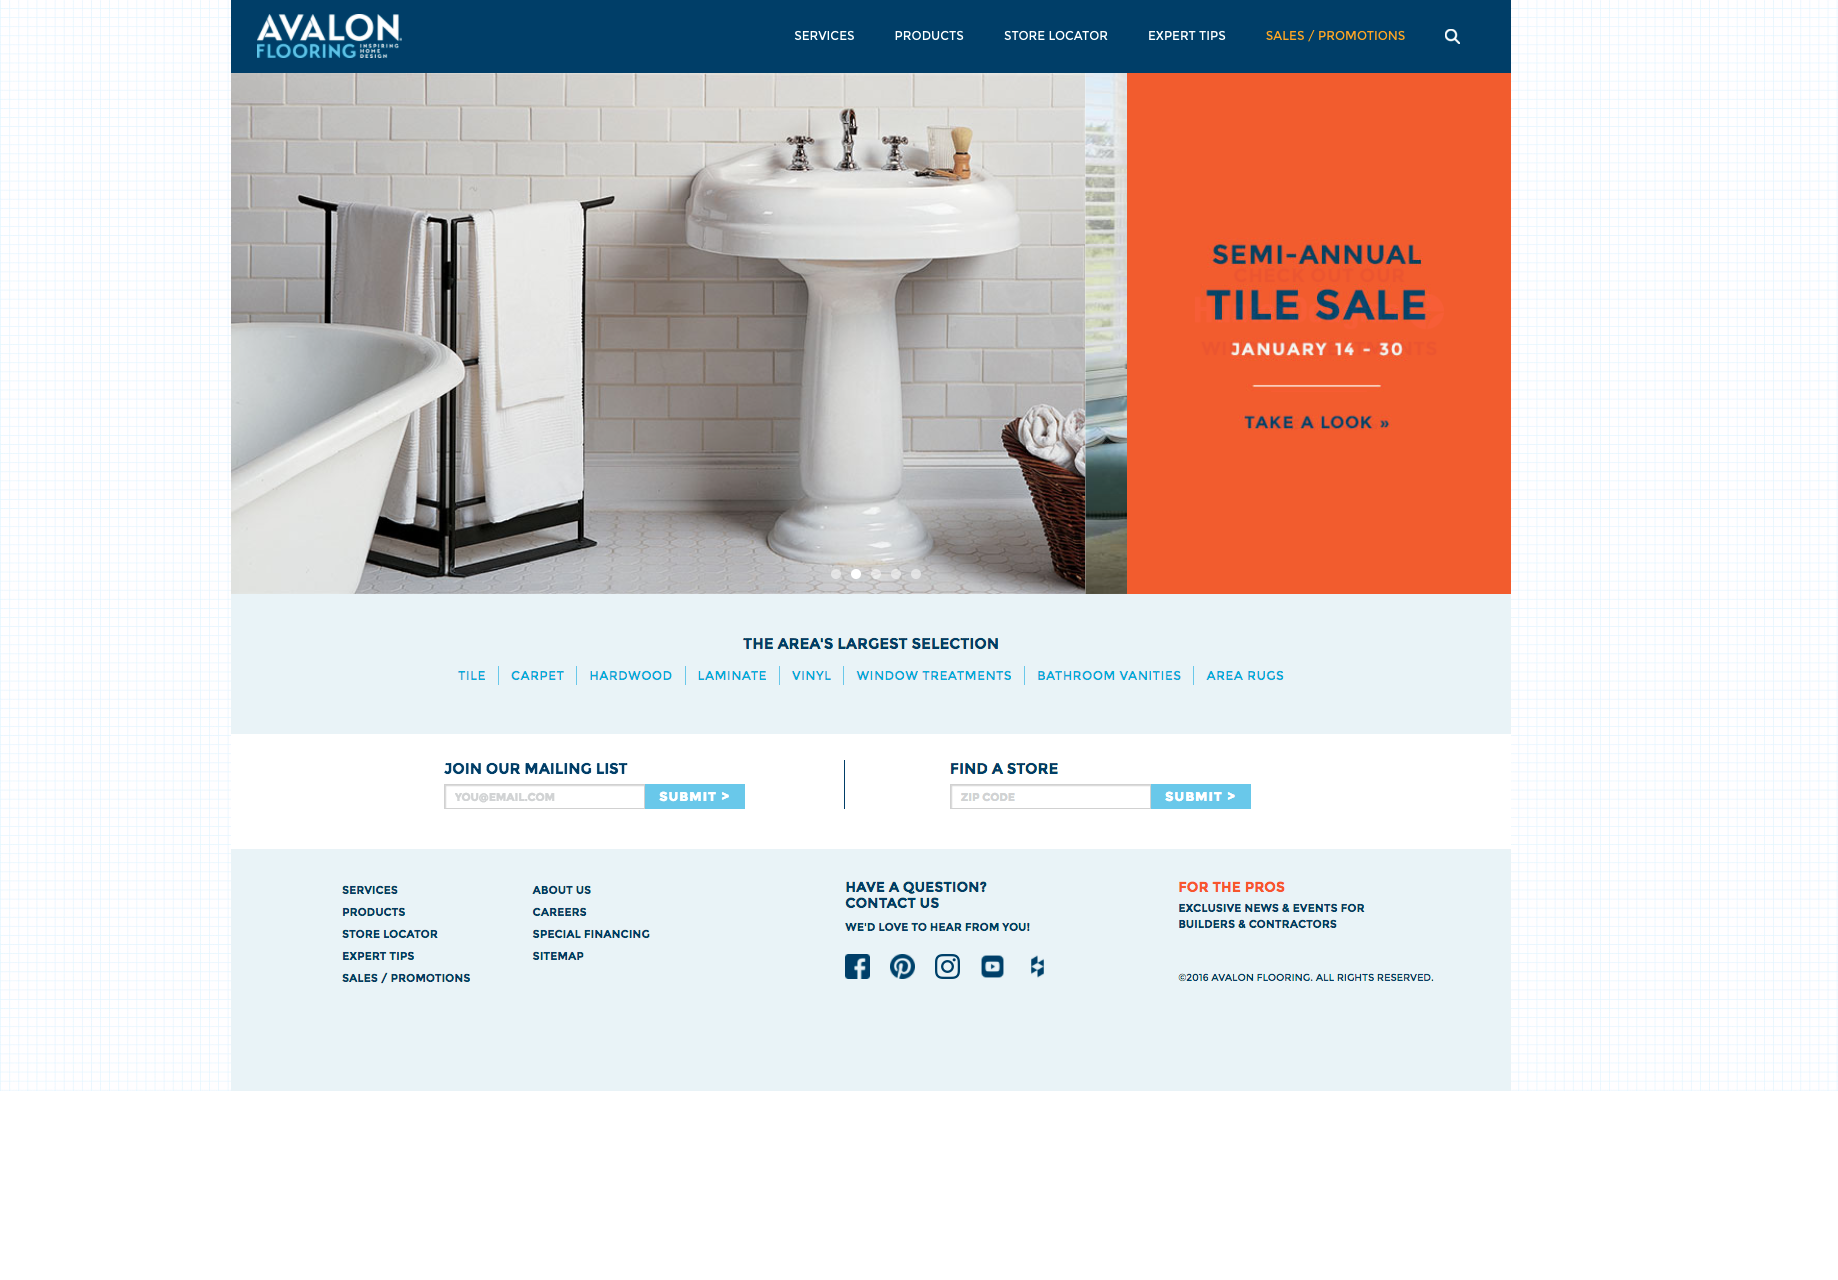 AVALON
FLOORING INSPIRING HOME DESIGN
SERVICES PRODUCTS STORE LOCATOR EXPERT TIPS SALES / PROMOTIONS
SEMI-ANNUAL
CHECK OUT OUR
TILE SALE
JANUARY 14 - 30
TAKE A LOOK »
THE AREA'S LARGEST SELECTION
TILE CARPET HARDWOOD LAMINATE VINYL WINDOW TREATMENTS BATHROOM VANITIES AREA RUGS
JOIN OUR MAILING LIST
YOU@EMAIL.COM SUBMIT >
FIND A STORE
ZIP CODE SUBMIT >
SERVICES
PRODUCTS
STORE LOCATOR
EXPERT TIPS
SALES / PROMOTIONS
ABOUT US
CAREERS
SPECIAL FINANCING
SITEMAP
HAVE A QUESTION?
CONTACT US
WE'D LOVE TO HEAR FROM YOU!
FOR THE PROS
EXCLUSIVE NEWS & EVENTS FOR
BUILDERS & CONTRACTORS
©2016 AVALON FLOORING. ALL RIGHTS RESERVED.